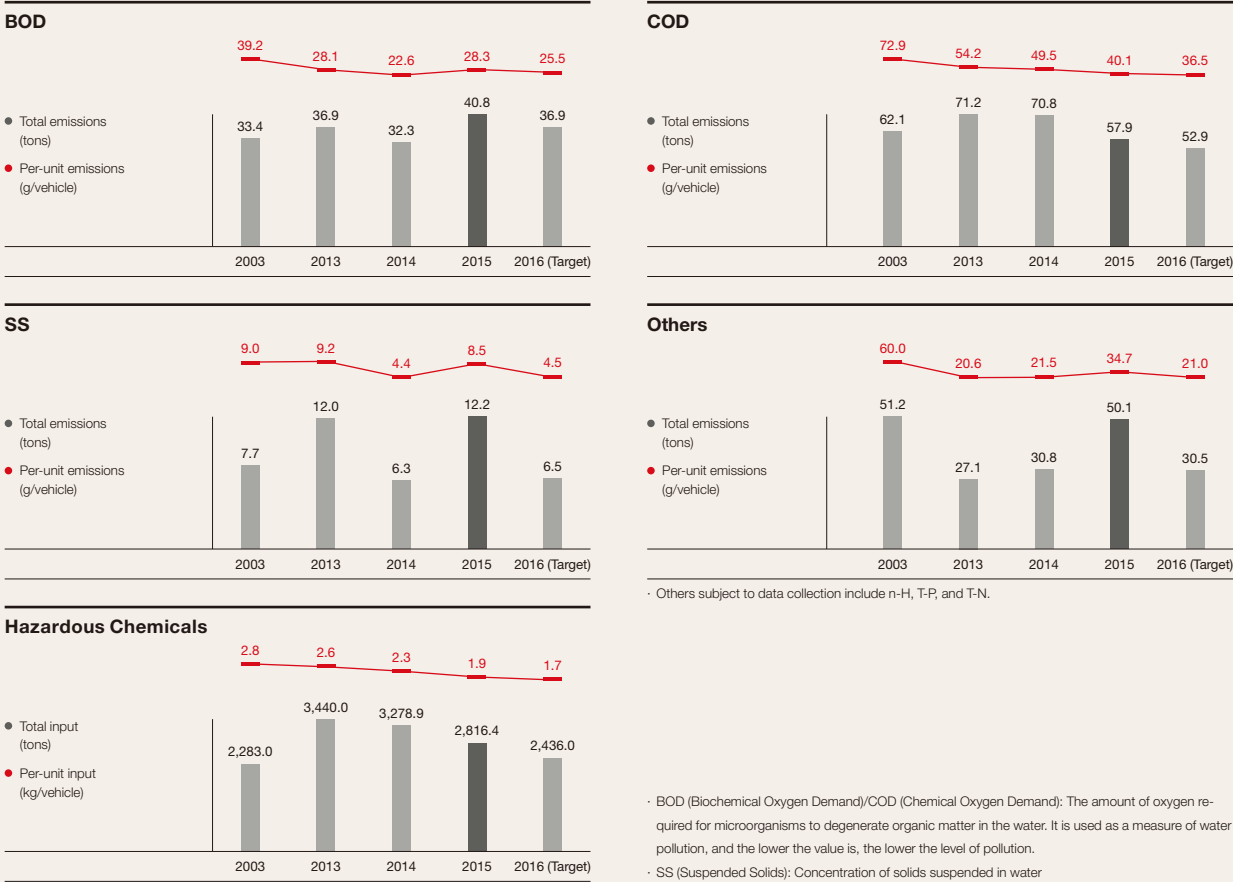 BOD
39.2
28.1
22.6
28.3
25.5
Total emissions
(tons)
Per-unit emissions
(g/vehicle)
33.4
36.9
32.3
40.8
36.9
2003 2013 2014 2015 2016 (Target)
COD
72.9
54.2
49.5
40.1
36.5
Total emissions
(tons)
Per-unit emissions
(g/vehicle)
62.1
71.2
70.8
57.9
52.9
2003 2013 2014 2015 2016 (Target)
SS
9.0
9.2
4.4
8.5
4.5
Total emissions
(tons)
Per-unit emissions
(g/vehicle)
7.7
12.0
6.3
12.2
6.5
2003 2013 2014 2015 2016 (Target)
Others
60.0
20.6
21.5
34.7
21.0
Total emissions
(tons)
Per-unit emissions
(g/vehicle)
51.2
27.1
30.8
50.1
30.5
2003 2013 2014 2015 2016 (Target)
· Others subject to data collection include n-H, T-P, and T-N.
Hazardous Chemicals
2.8
2.6
2.3
1.9
1.7
Total input
(tons)
Per-unit input
(kg/vehicle)
2,283.0
3,440.0
3,278.9
2,816.4
2,436.0
2003 2013 2014 2015 2016 (Target)
· BOD (Biochemical Oxygen Demand)/COD (Chemical Oxygen Demand): The amount of oxygen re-
quired for microorganisms to degenerate organic matter in the water. It is used as a measure of water
pollution, and the lower the value is, the lower the level of pollution.
· SS (Suspended Solids): Concentration of solids suspended in water